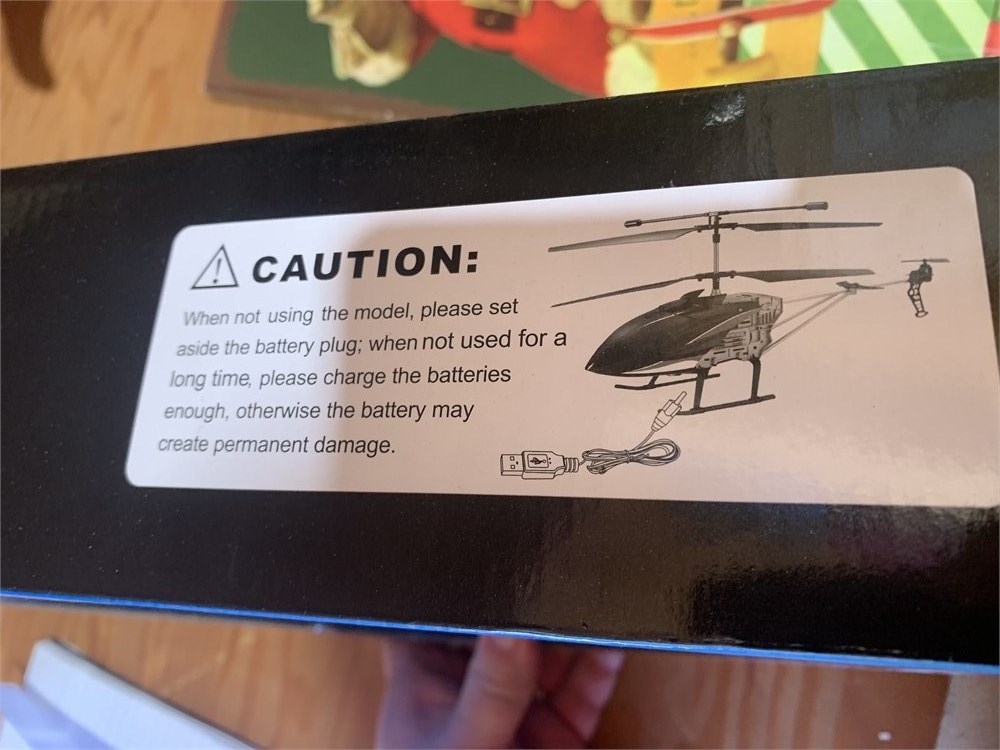 CAUTION:
When not using the model, please set
aside the battery plug; when not used for a
long time, please charge the batteries
enough, otherwise the battery may
create permanent damage.